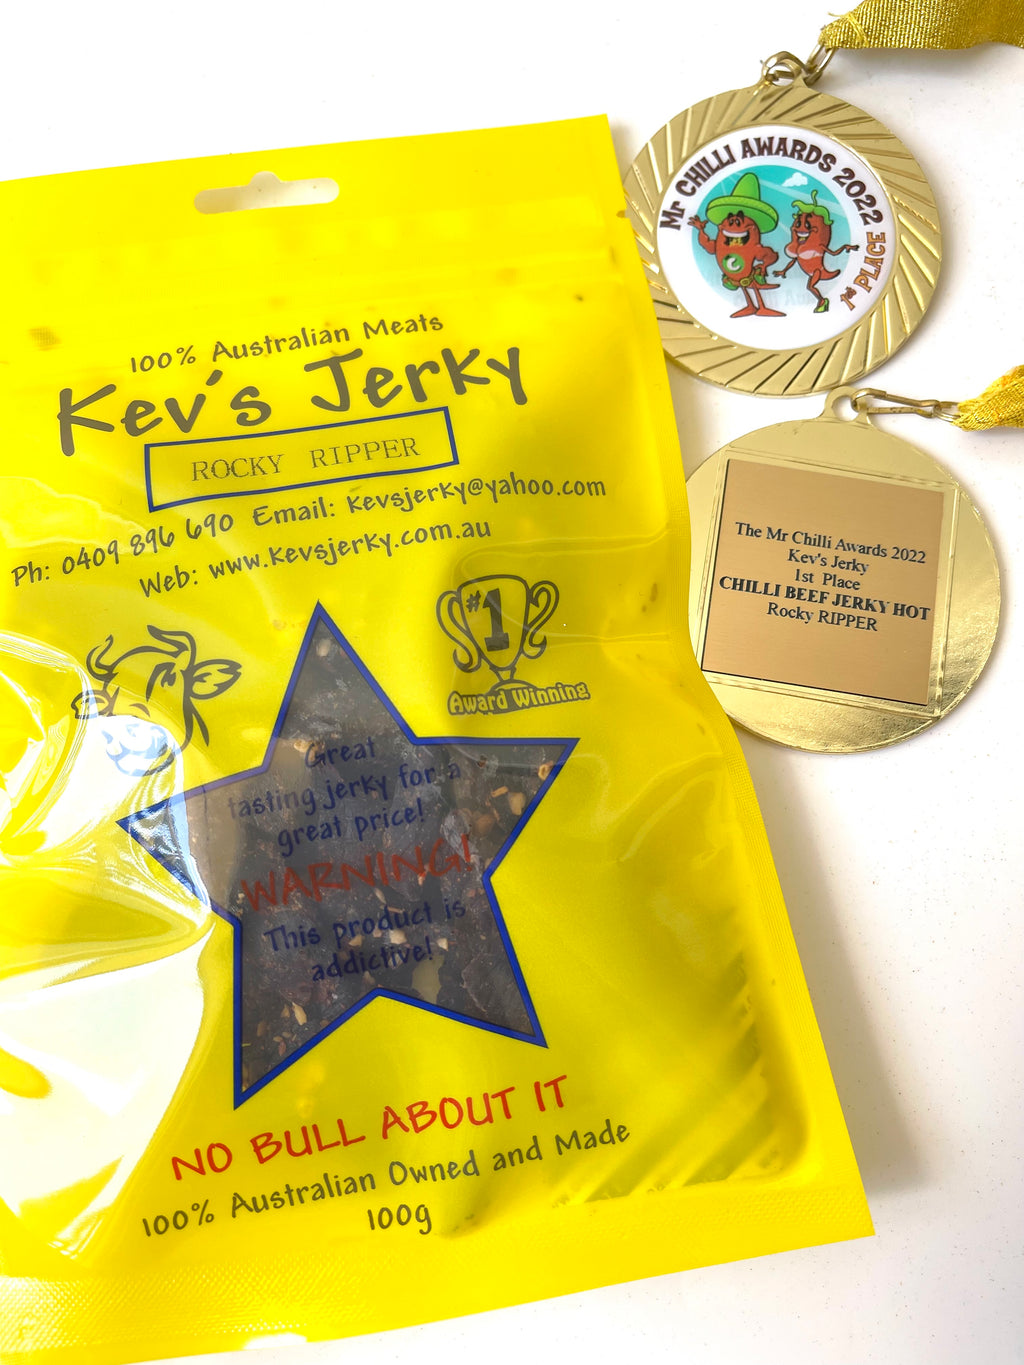 100% Australian Meats
Kev's Jerky
ROCKY RIPPER
Ph: 0409 896 690 Email: kevsjerky@yahoo.com
Web: www.kevsjerky.com.au
#1
Award Winning
Great
tasting jerky for a
great price!
WARNING!
This product is
addictive!
NO BULL ABOUT IT
100% Australian Owned and Made
100g
Mr CHILLI AWARDS 2022
1st PLACE
The Mr Chilli Awards 2022
Kev's Jerky
1st Place
CHILLI BEEF JERKY HOT
Rocky RIPPER